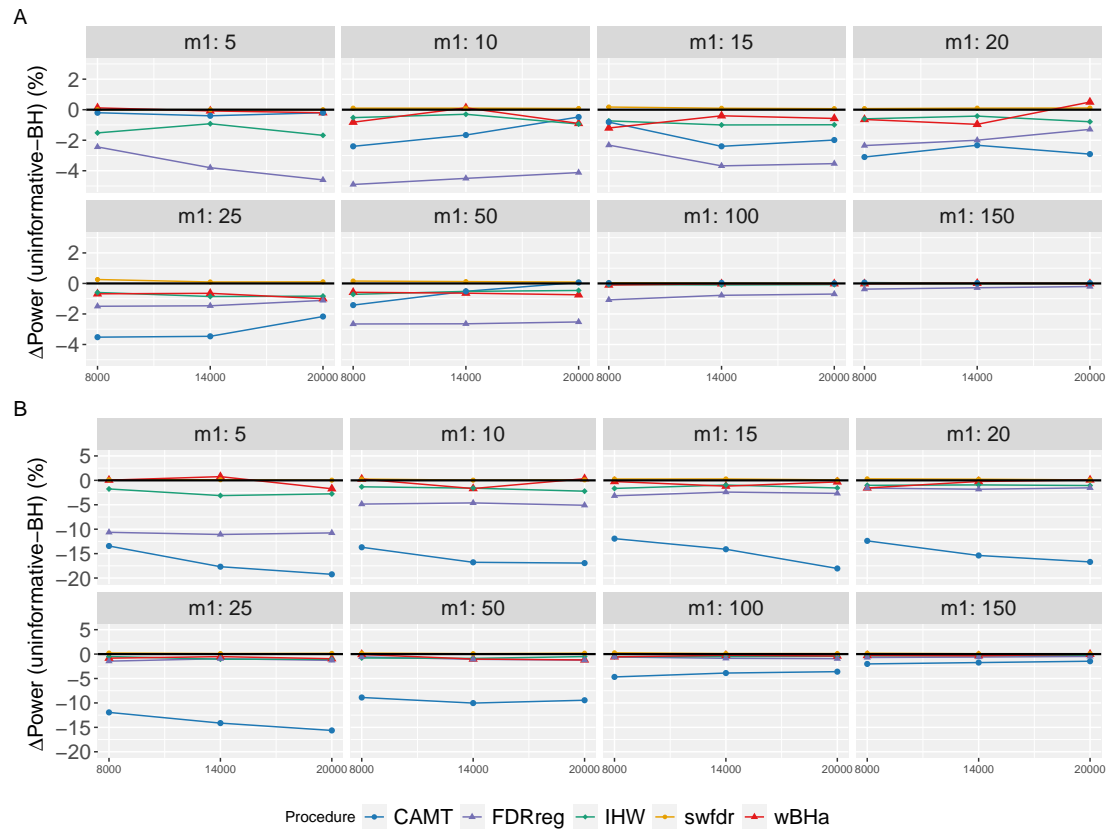 A
m1: 5
m1: 10
m1: 15
m1: 20
2
0
−2
−4
m1: 25
m1: 50
m1: 100
m1: 150
2
0
−2
−4
8000
14000
20000
8000
14000
20000
8000
14000
20000
8000
14000
20000
ΔPower (uninformative−BH) (%)
B
m1: 5
m1: 10
m1: 15
m1: 20
5
0
−5
−10
−15
−20
m1: 25
m1: 50
m1: 100
m1: 150
5
0
−5
−10
−15
−20
8000
14000
20000
8000
14000
20000
8000
14000
20000
8000
14000
20000
ΔPower (uninformative−BH) (%)
Procedure CAMT FDRreg IHW swfdr wBHa